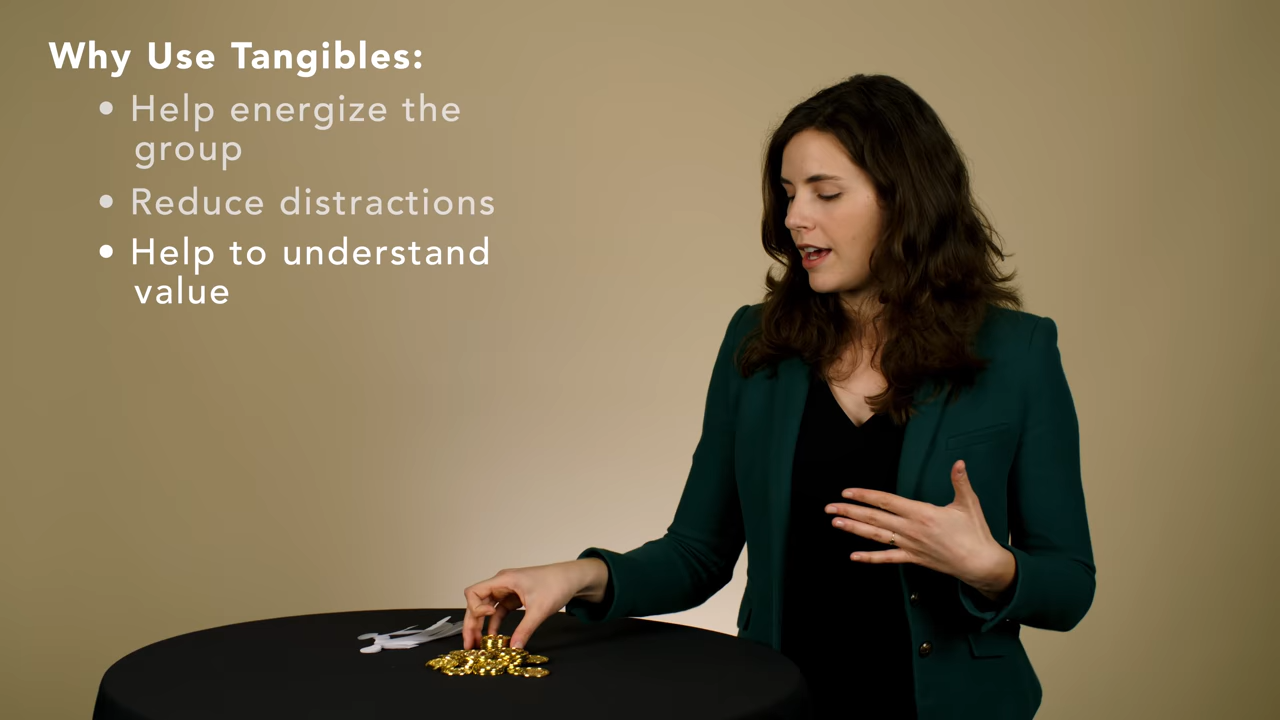 Why Use Tangibles:
• Help energize the
group
• Reduce distractions
• Help to understand
value